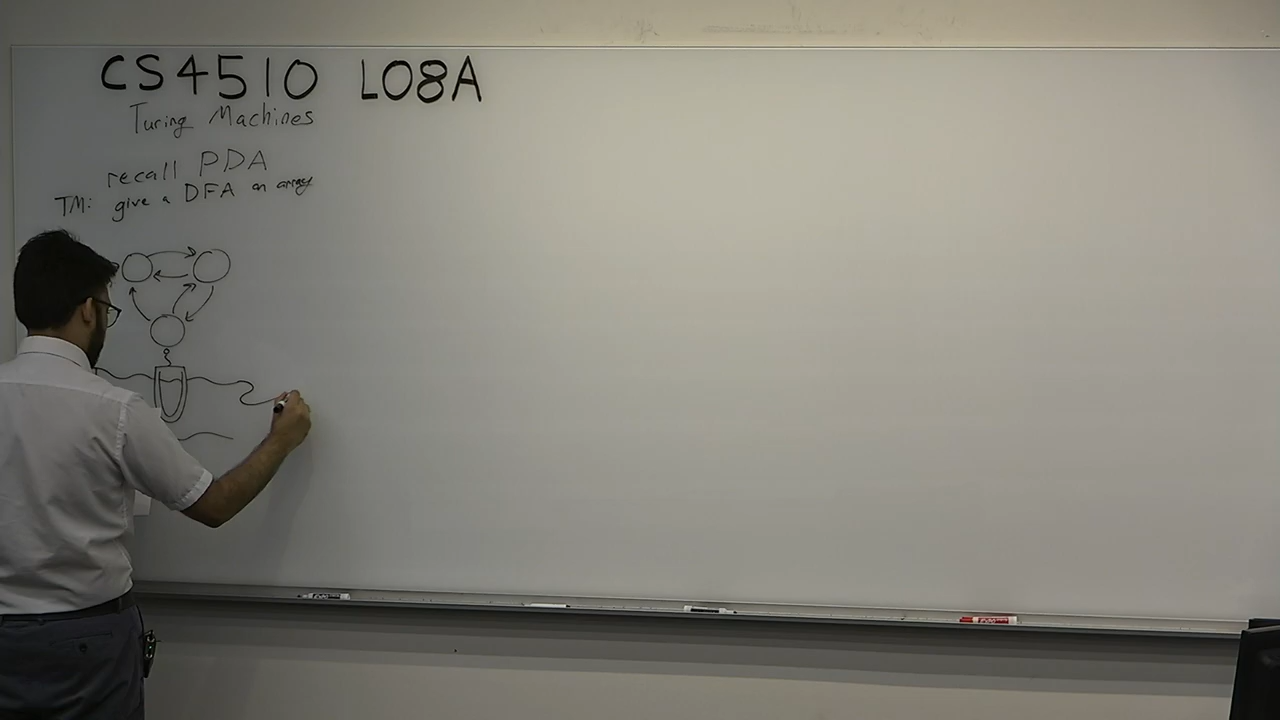 CS4510 L08A
Turing Machines
recall PDA
TM: give a DFA an array